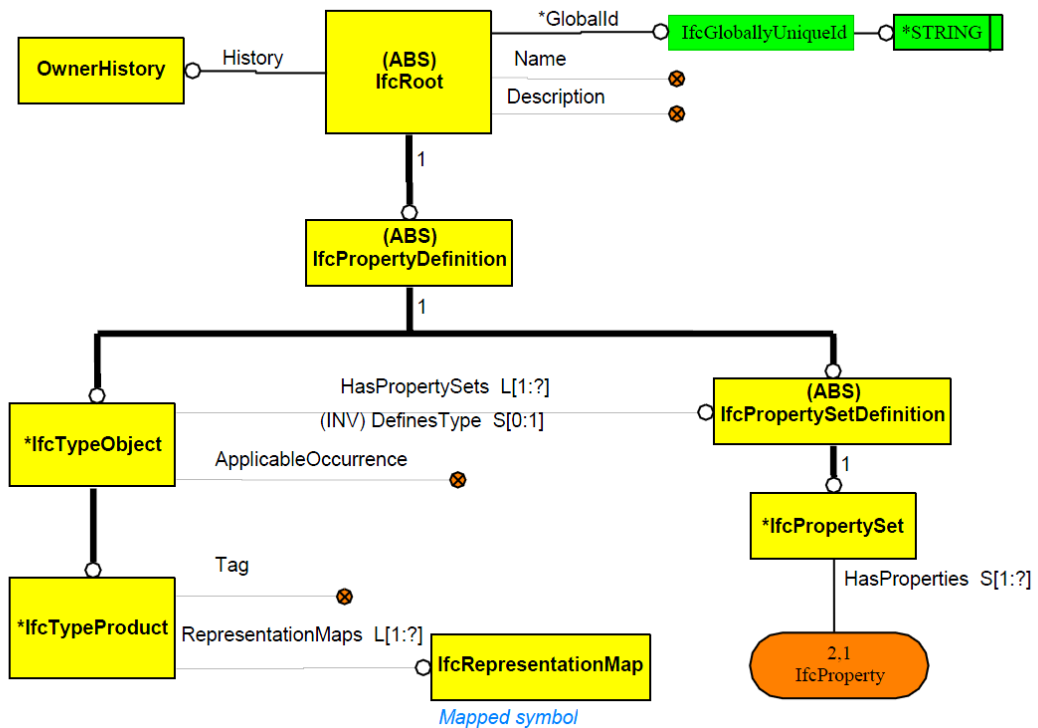 *GlobalId
IfcGloballyUniqueId
*STRING
OwnerHistory
History
(ABS)
IfcRoot
Name
Description
1
(ABS)
IfcPropertyDefinition
1
HasPropertySets L[1:?]
(INV) DefinesType S[0:1]
(ABS)
IfcPropertySetDefinition
*IfcTypeObject
ApplicableOccurrence
1
*IfcPropertySet
Tag
HasProperties S[1:?]
*IfcTypeProduct
RepresentationMaps L[1:?]
IfcRepresentationMap
2,1
IfcProperty
Mapped symbol